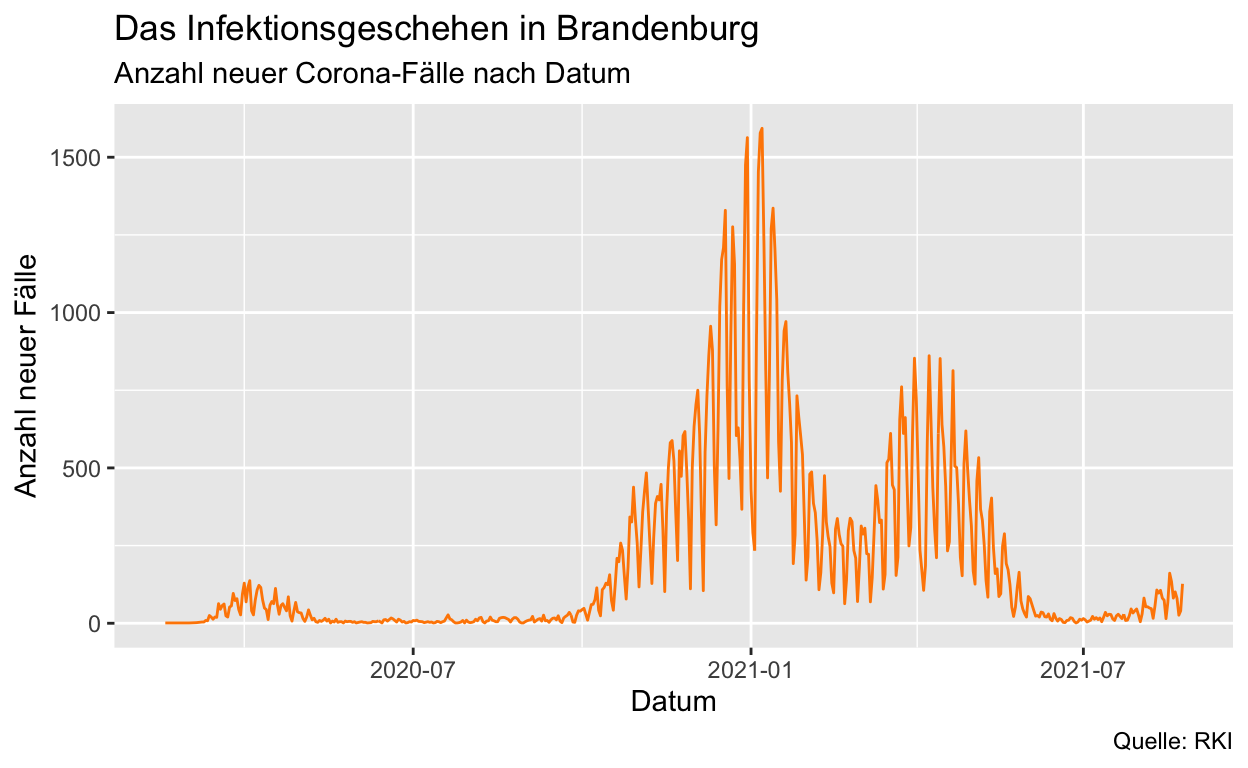 Das Infektionsgeschehen in Brandenburg
Anzahl neuer Corona-Fälle nach Datum
Anzahl neuer Fälle
1500
1000
500
0
2020-07
2021-01
2021-07
Datum
Quelle: RKI